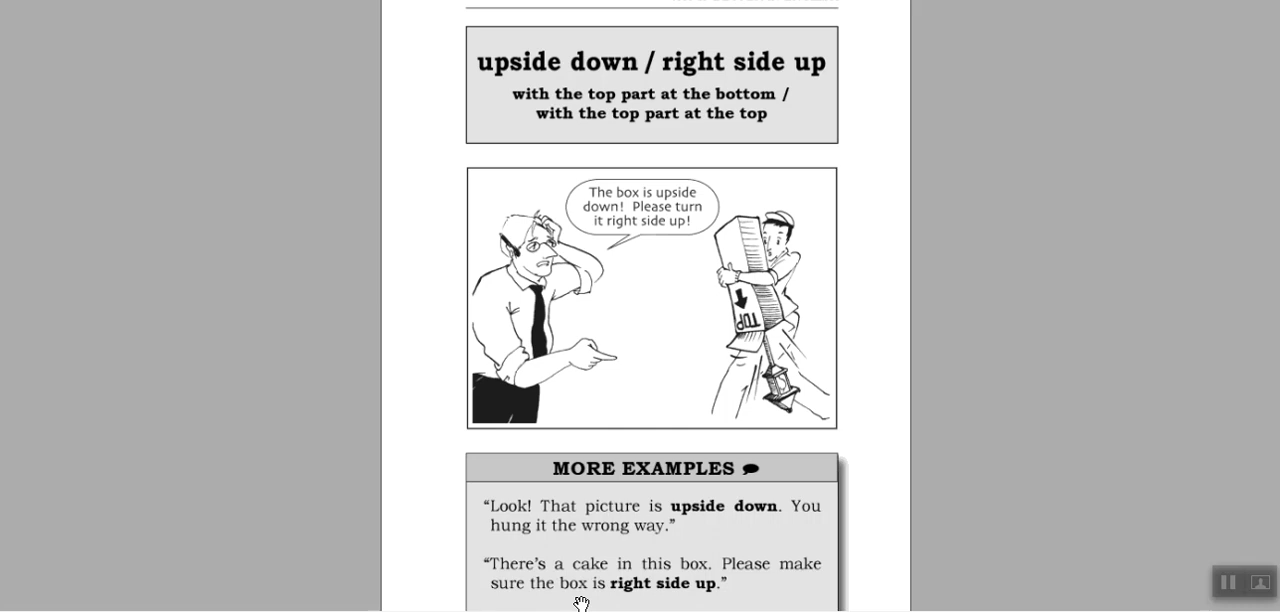 upside down / right side up
with the top part at the bottom /
with the top part at the top
The box is upside
down! Please turn
it right side up!
TOP
MORE EXAMPLES
“Look! That picture is upside down. You
hung it the wrong way.”
“There’s a cake in this box. Please make
sure the box is right side up.”